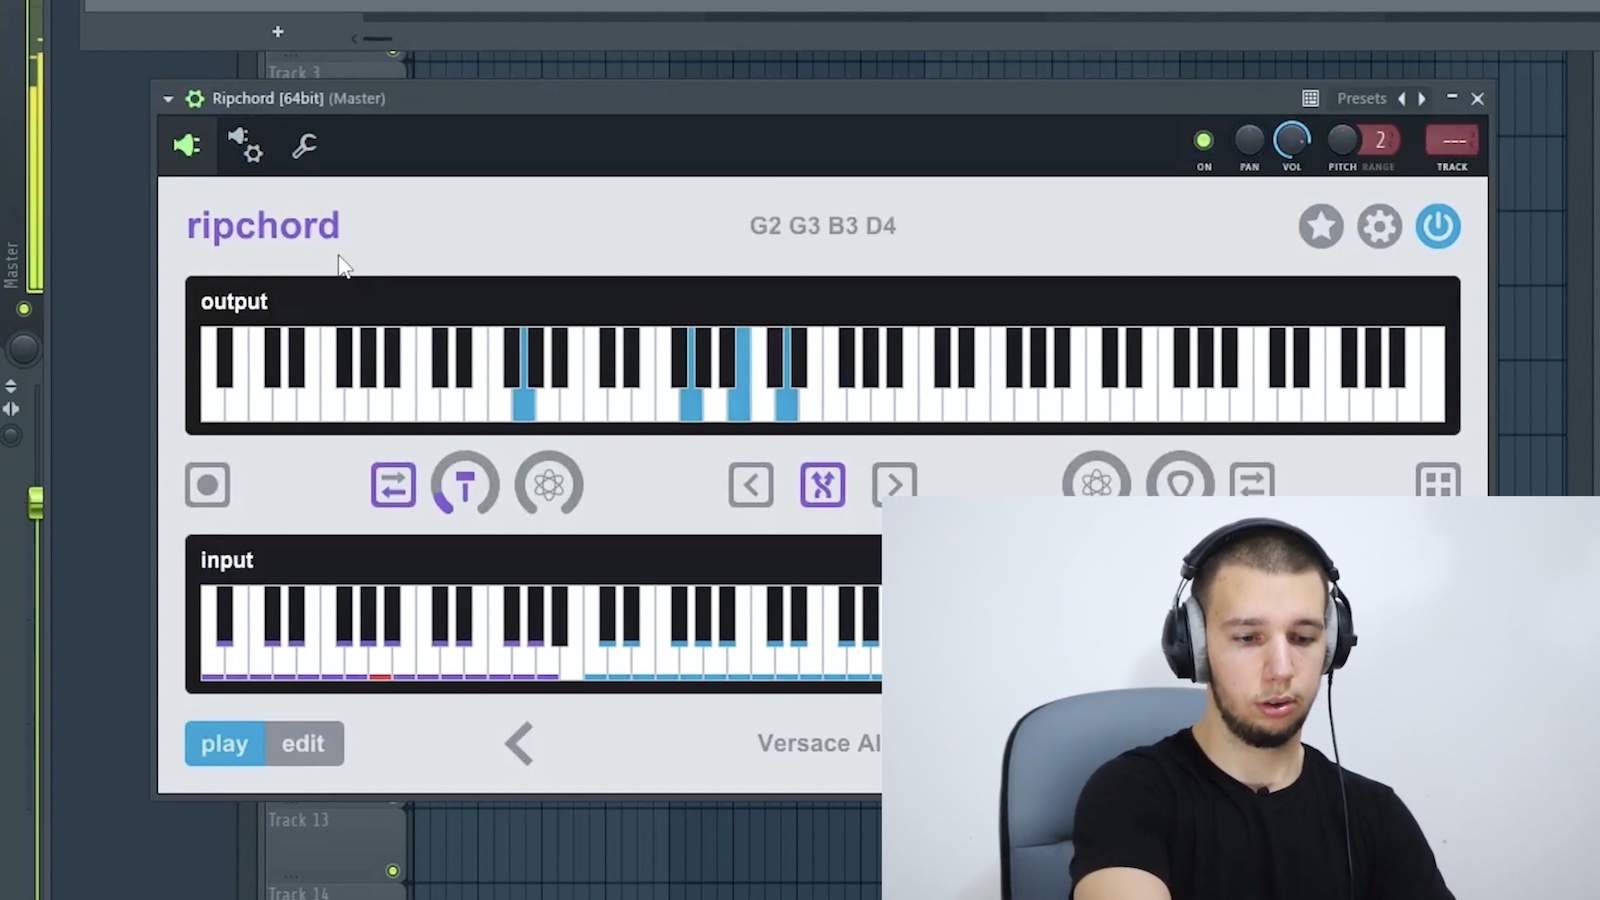 Track 3
Ripchord [64bit] (Master)
Presets
2
---
ON
PAN
VOL
PITCH RANGE
TRACK
Master
ripchord
G2 G3 B3 D4
output
T
input
play
edit
Versace Al
Track 13
...
Track 14